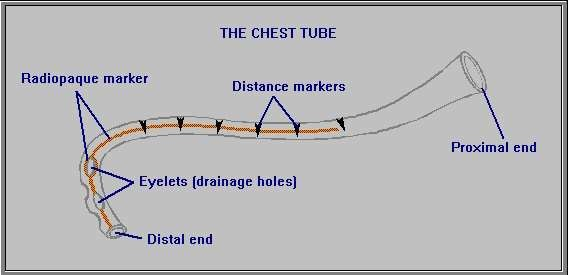 THE CHEST TUBE
Radiopaque marker
Distance markers
Proximal end
Eyelets (drainage holes)
Distal end